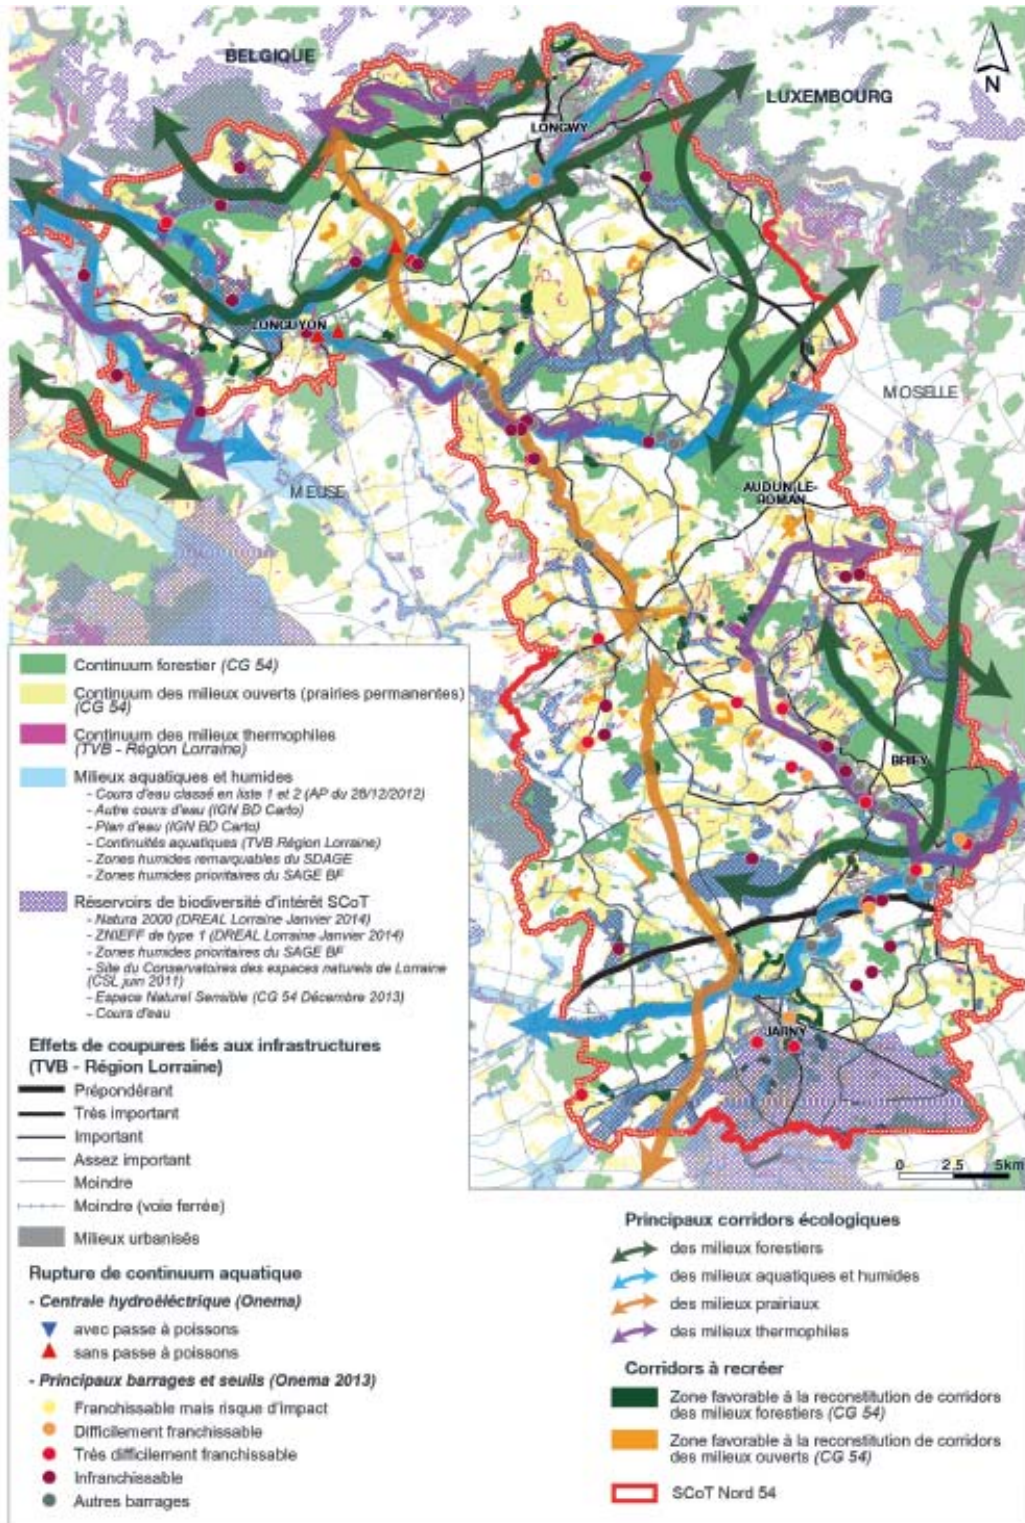 BELGIQUE
LUXEMBOURG
N
LONGWY
LONGUYON
MOSELLE
MEUSE
AUDUN-LE-
ROMAN
BRIEY
JARNY
0 2.5 5km
Continuum forestier (CG 54)
Continuum des milieux ouverts (prairies permanentes)
(CG 54)
Continuum des milieux thermophiles
(TVB - Région Lorraine)
Milieux aquatiques et humides
- Cours d'eau classé en liste 1 et 2 (AP du 28/12/2012)
- Autre cours d'eau (IGN BD Carto)
- Plan d'eau (IGN BD Carto)
- Continuités aquatiques (TVB Région Lorraine)
- Zones humides remarquables du SDAGE
- Zones humides prioritaires du SAGE BF
Réservoirs de biodiversité d'intérêt SCoT
- Natura 2000 (DREAL Lorraine Janvier 2014)
- ZNIEFF de type 1 (DREAL Lorraine Janvier 2014)
- Zones humides prioritaires du SAGE BF
- Site du Conservatoires des espaces naturels de Lorraine
(CSL juin 2011)
- Espace Naturel Sensible (CG 54 Décembre 2013)
- Cours d'eau
Effets de coupures liés aux infrastructures
(TVB - Région Lorraine)
Prépondérant
Très important
Important
Assez important
Moindre
Moindre (voie ferrée)
Milieux urbanisés
Rupture de continuum aquatique
- Centrale hydroéléctrique (Onema)
avec passe à poissons
sans passe à poissons
- Principaux barrages et seuils (Onema 2013)
Franchissable mais risque d'impact
Difficilement franchissable
Très difficilement franchissable
Infranchissable
Autres barrages
Principaux corridors écologiques
des milieux forestiers
des milieux aquatiques et humides
des milieux prairiaux
des milieux thermophiles
Corridors à recréer
Zone favorable à la reconstitution de corridors
des milieux forestiers (CG 54)
Zone favorable à la reconstitution de corridors
des milieux ouverts (CG 54)
SCoT Nord 54